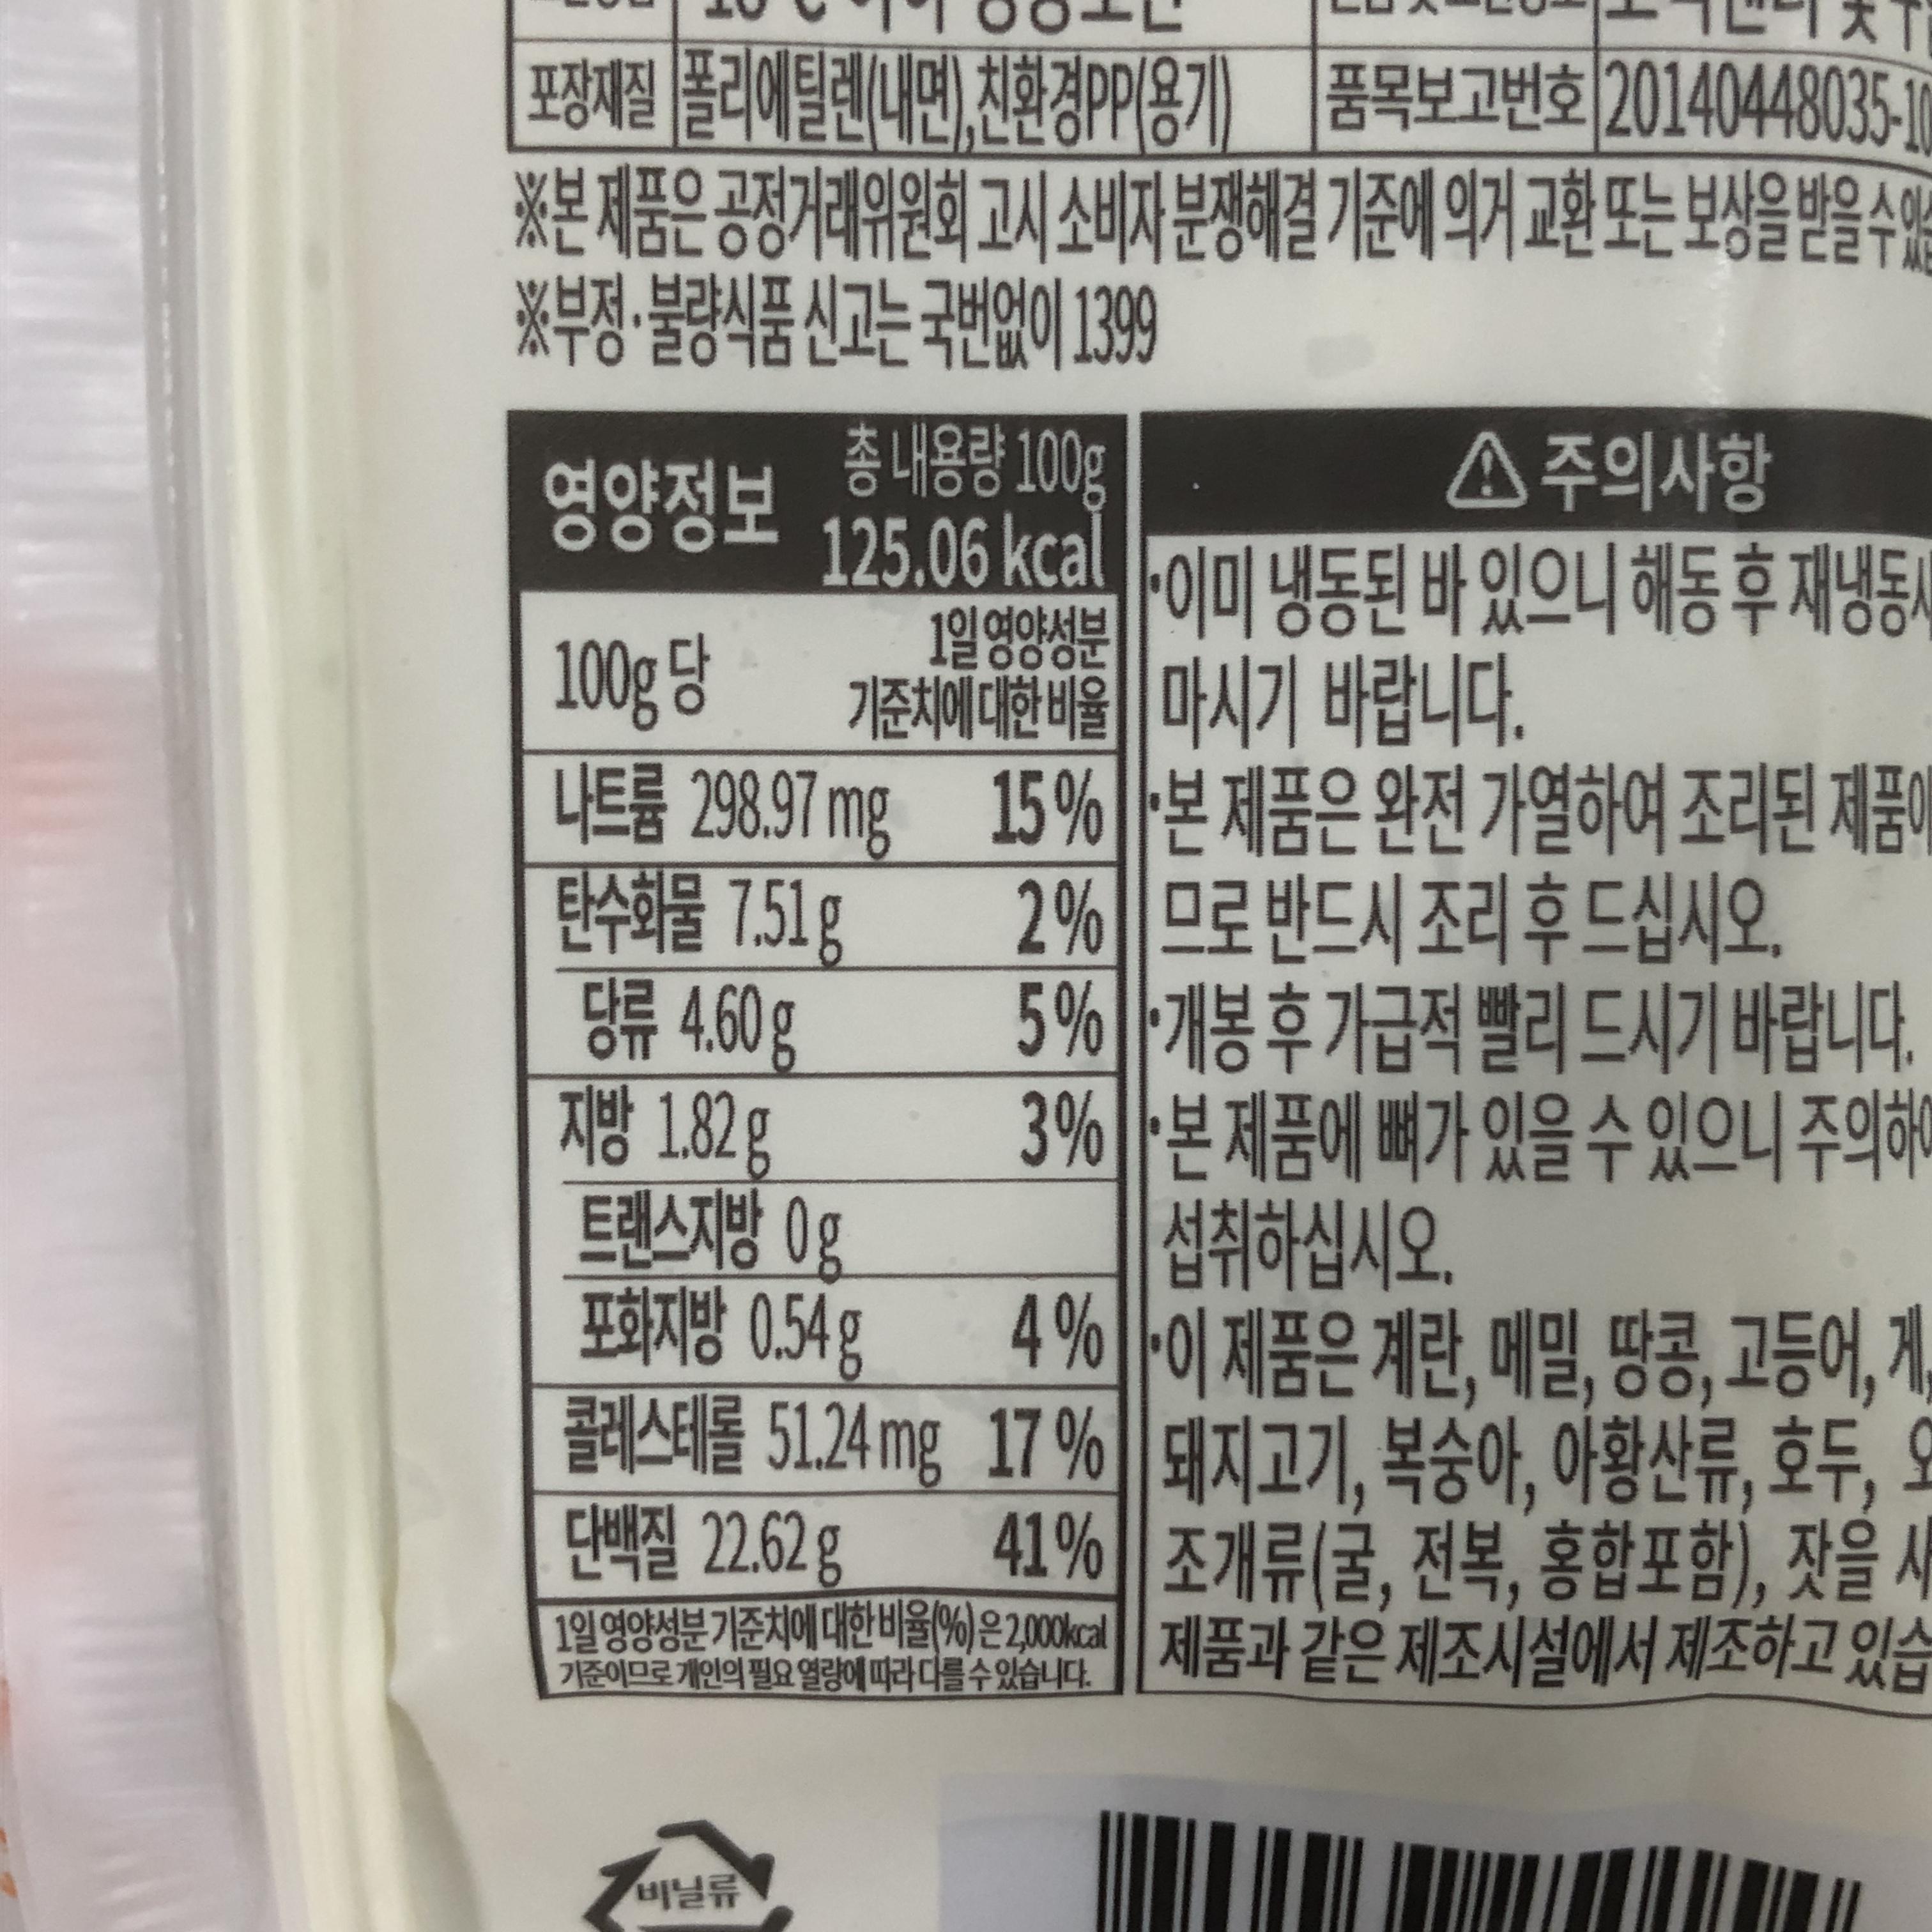 포장재질 폴리에틸렌(내면),친환경PP(용기) 품목보고번호 20140448035-10
※본 제품은 공정거래위원회 고시 소비자 분쟁해결 기준에 의거 교환 또는 보상을 받을 수
※부정·불량식품 신고는 국번없이 1399
영양정보 총 내용량 100g
125.06 kcal
100g 당 1일 영양성분
기준치에 대한 비율
나트륨 298.97 mg 15 %
탄수화물 7.51 g 2 %
당류 4.60 g 5 %
지방 1.82 g 3%
트랜스지방 0 g
포화지방 0.54 g 4 %
콜레스테롤 51.24 mg 17 %
단백질 22.62 g 41%
1일 영양성분 기준치에 대한 비율(%)은 2,000kcal
기준이므로 개인의 필요 열량에 따라 다를 수 있습니다.
⚠ 주의사항
·이미 냉동된 바 있으니 해동 후 재냉동
마시기 바랍니다.
·본 제품은 완전 가열하여 조리된 제품이
므로 반드시 조리 후 드십시오.
·개봉 후 가급적 빨리 드시기 바랍니다.
·본 제품에 뼈가 있을 수 있으니 주의하여
섭취하십시오.
·이 제품은 계란, 메밀, 땅콩, 고등어, 게,
돼지고기, 복숭아, 아황산류, 호두,
조개류(굴, 전복, 홍합포함), 잣을
제품과 같은 제조시설에서 제조하고 있습
비닐류